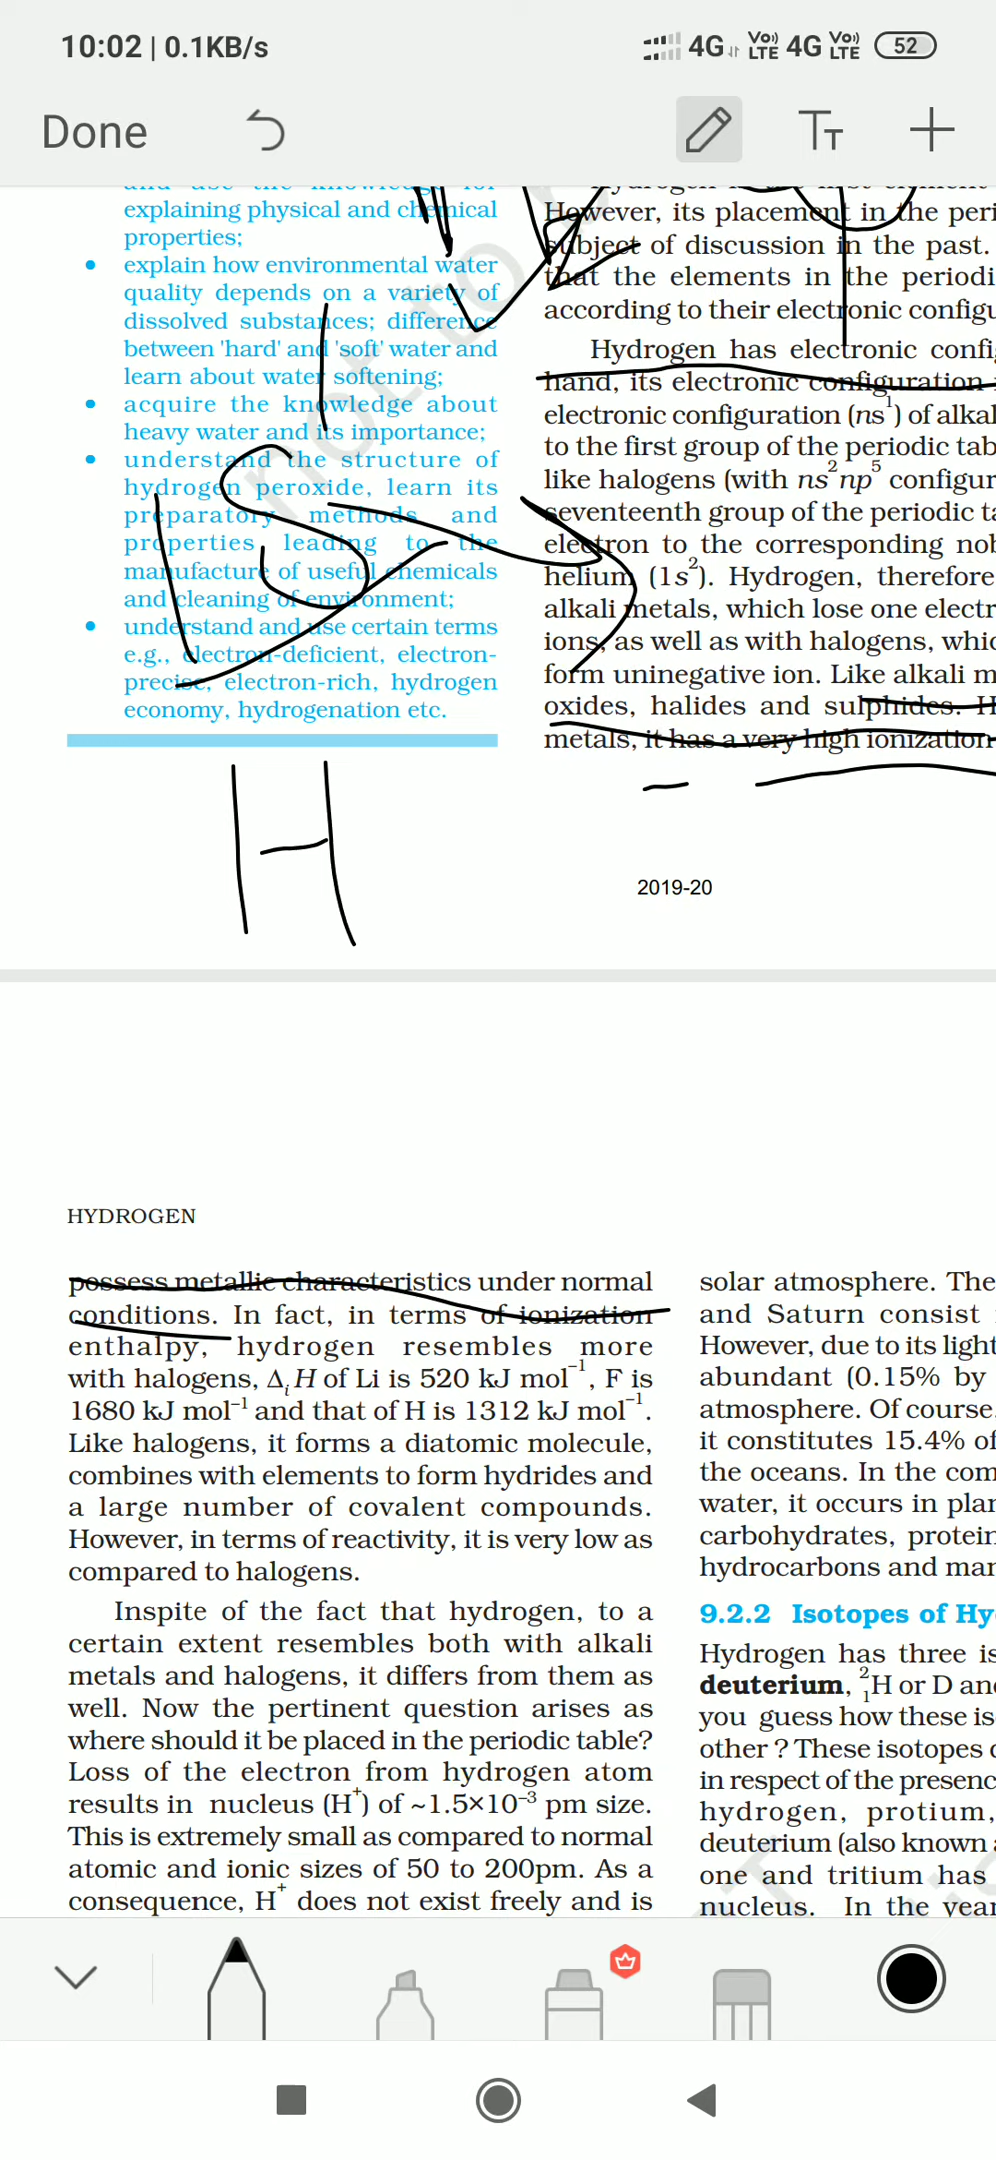 10:02 | 0.1KB/s 4G Vo)) LTE 4G Vo)) LTE 52
Done TT
explaining physical and chemical
properties;
• explain how environmental water
quality depends on a variety of
dissolved substances; difference
between 'hard' and 'soft' water and
learn about water softening;
• acquire the knowledge about
heavy water and its importance;
• understand the structure of
hydrogen peroxide, learn its
preparatory methods and
properties leading to the
manufacture of useful chemicals
and cleaning of environment;
• understand and use certain terms
e.g., electron-deficient, electron-
precise, electron-rich, hydrogen
economy, hydrogenation etc.
However, its placement in the peri
subject of discussion in the past.
that the elements in the periodi
according to their electronic configu
Hydrogen has electronic config
hand, its electronic configuration
electronic configuration (ns¹) of alkal
to the first group of the periodic tab
like halogens (with ns² np⁵ configur
seventeenth group of the periodic ta
electron to the corresponding nob
helium (1s²). Hydrogen, therefore
alkali metals, which lose one electr
ions, as well as with halogens, whic
form uninegative ion. Like alkali m
oxides, halides and sulphides. H
metals, it has a very high ionization
not to
H
2019-20
HYDROGEN
possess metallic characteristics under normal
conditions. In fact, in terms of ionization
enthalpy, hydrogen resembles more
with halogens, ΔᵢH of Li is 520 kJ mol⁻¹, F is
1680 kJ mol⁻¹ and that of H is 1312 kJ mol⁻¹.
Like halogens, it forms a diatomic molecule,
combines with elements to form hydrides and
a large number of covalent compounds.
However, in terms of reactivity, it is very low as
compared to halogens.
Inspite of the fact that hydrogen, to a
certain extent resembles both with alkali
metals and halogens, it differs from them as
well. Now the pertinent question arises as
where should it be placed in the periodic table?
Loss of the electron from hydrogen atom
results in nucleus (H⁺) of ~1.5×10⁻³ pm size.
This is extremely small as compared to normal
atomic and ionic sizes of 50 to 200pm. As a
consequence, H⁺ does not exist freely and is
solar atmosphere. The
and Saturn consist
However, due to its light
abundant (0.15% by
atmosphere. Of course,
it constitutes 15.4% of
the oceans. In the com
water, it occurs in plan
carbohydrates, protein
hydrocarbons and man
9.2.2 Isotopes of Hy
Hydrogen has three is
deuterium, ²₁H or D and
you guess how these is
other ? These isotopes d
in respect of the presenc
hydrogen, protium,
deuterium (also known a
one and tritium has
nucleus. In the year